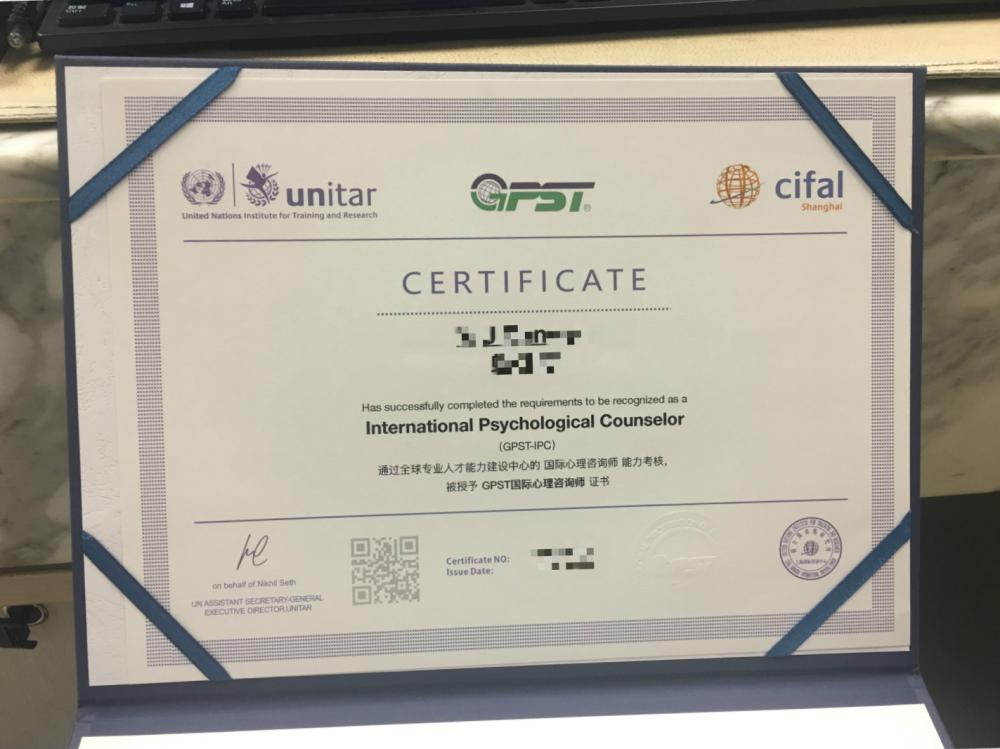 unitar
United Nations Institute for Training and Research
GPST®
cifal
Shanghai
CERTIFICATE
Has successfully completed the requirements to be recognized as a
International Psychological Counselor
(GPST-IPC)
通过全球专业人才能力建设中心的 国际心理咨询师 能力考核，
被授予 GPST国际心理咨询师 证书
on behalf of Nikhil Seth
UN ASSISTANT SECRETARY-GENERAL
EXECUTIVE DIRECTOR,UNITAR
Certificate NO:
Issue Date: